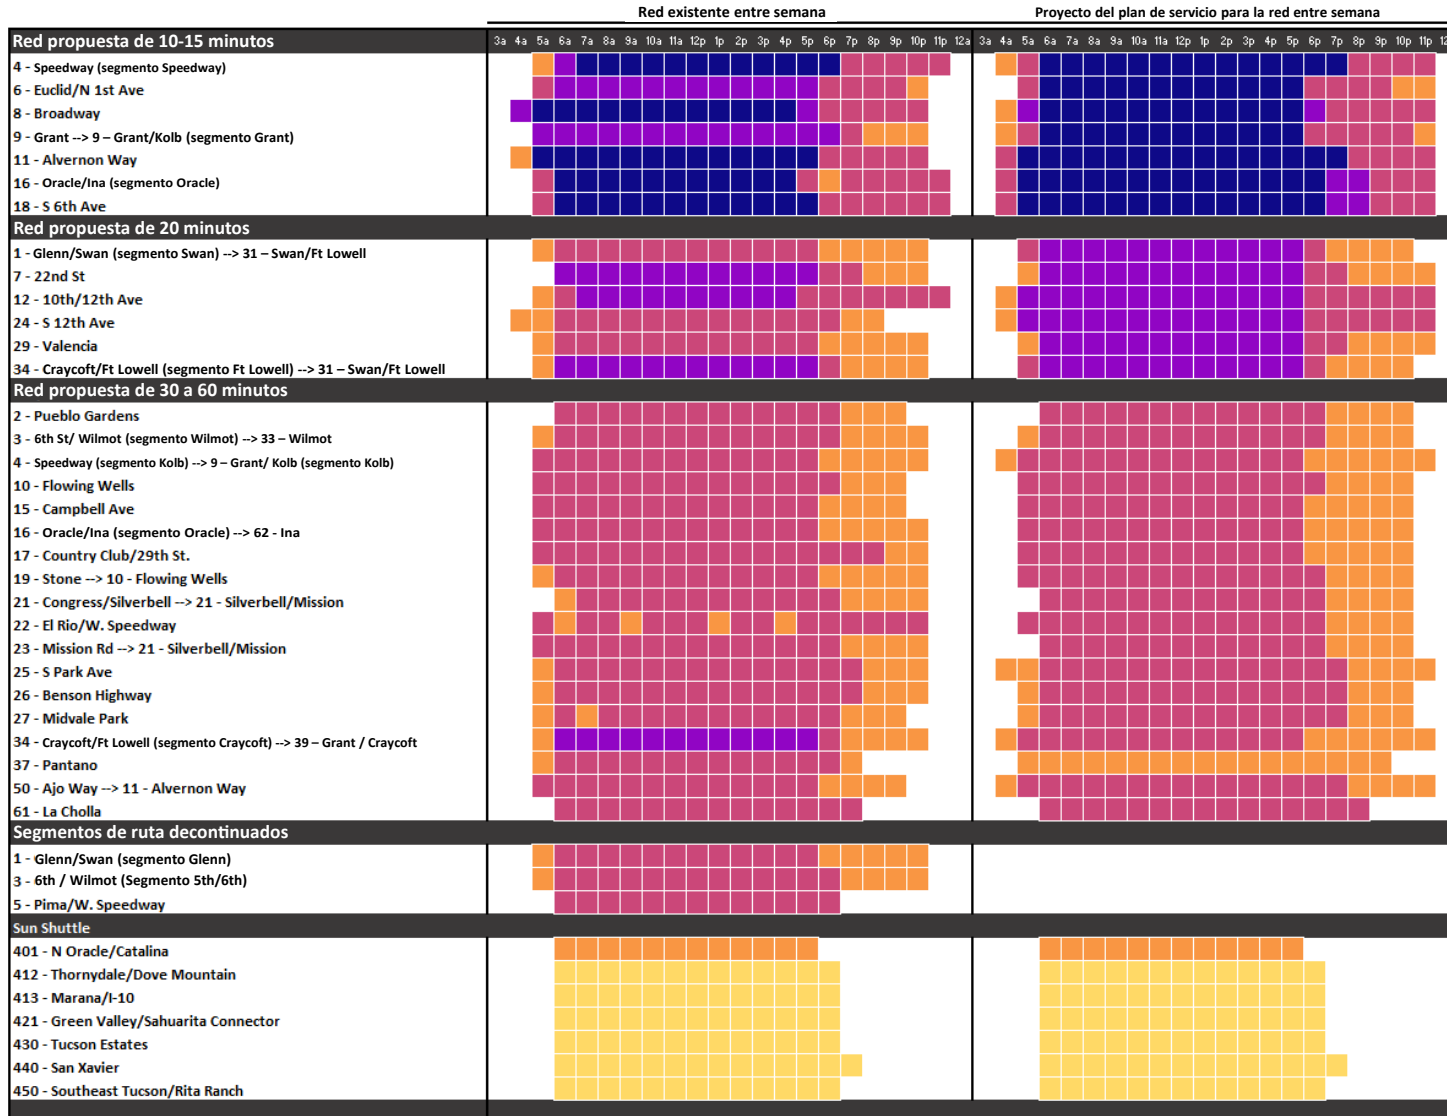 Red existente entre semana
Proyecto del plan de servicio para la red entre semana
Red propuesta de 10-15 minutos 3a 4a 5a 6a 7a 8a 9a 10a 11a 12p 1p 2p 3p 4p 5p 6p 7p 8p 9p 10p 11p 12a 3a 4a 5a 6a 7a 8a 9a 10a 11a 12p 1p 2p 3p 4p 5p 6p 7p 8p 9p 10p 11p
4 - Speedway (segmento Speedway)
6 - Euclid/N 1st Ave
8 - Broadway
9 - Grant --> 9 – Grant/Kolb (segmento Grant)
11 - Alvernon Way
16 - Oracle/Ina (segmento Oracle)
18 - S 6th Ave
Red propuesta de 20 minutos
1 - Glenn/Swan (segmento Swan) --> 31 – Swan/Ft Lowell
7 - 22nd St
12 - 10th/12th Ave
24 - S 12th Ave
29 - Valencia
34 - Craycoft/Ft Lowell (segmento Ft Lowell) --> 31 – Swan/Ft Lowell
Red propuesta de 30 a 60 minutos
2 - Pueblo Gardens
3 - 6th St/ Wilmot (segmento Wilmot) --> 33 – Wilmot
4 - Speedway (segmento Kolb) --> 9 – Grant/ Kolb (segmento Kolb)
10 - Flowing Wells
15 - Campbell Ave
16 - Oracle/Ina (segmento Oracle) --> 62 - Ina
17 - Country Club/29th St.
19 - Stone --> 10 - Flowing Wells
21 - Congress/Silverbell --> 21 - Silverbell/Mission
22 - El Rio/W. Speedway
23 - Mission Rd --> 21 - Silverbell/Mission
25 - S Park Ave
26 - Benson Highway
27 - Midvale Park
34 - Craycoft/Ft Lowell (segmento Craycoft) --> 39 – Grant / Craycoft
37 - Pantano
50 - Ajo Way --> 11 - Alvernon Way
61 - La Cholla
Segmentos de ruta decontinuados
1 - Glenn/Swan (segmento Glenn)
3 - 6th / Wilmot (Segmento 5th/6th)
5 - Pima/W. Speedway
Sun Shuttle
401 - N Oracle/Catalina
412 - Thornydale/Dove Mountain
413 - Marana/I-10
421 - Green Valley/Sahuarita Connector
430 - Tucson Estates
440 - San Xavier
450 - Southeast Tucson/Rita Ranch